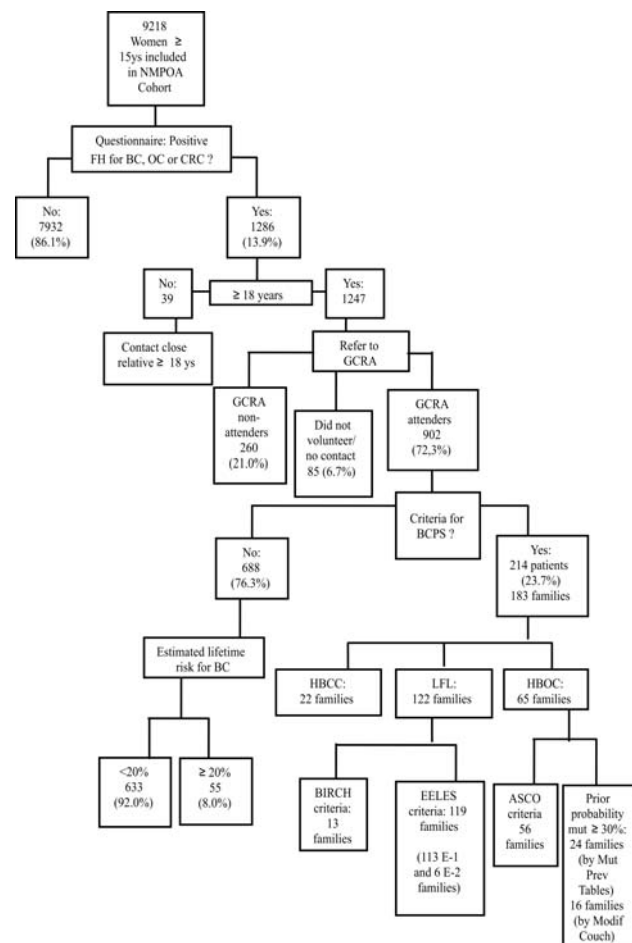 9218
Women ≥
15ys included
in NMPOA
Cohort
Questionnaire: Positive
FH for BC, OC or CRC ?
No:
7932
(86.1%)
Yes:
1286
(13.9%)
No:
39
≥ 18 years
Yes:
1247
Contact close
relative ≥ 18 ys
Refer to
GCRA
GCRA
non-
attenders
260
(21.0%)
Did not
volunteer/
no contact
85 (6.7%)
GCRA
attenders
902
(72,3%)
Criteria for
BCPS ?
No:
688
(76.3%)
Yes:
214 patients
(23.7%)
183 families
Estimated lifetime
risk for BC
<20%
633
(92.0%)
≥ 20%
55
(8.0%)
HBCC:
22 families
LFL:
122 families
HBOC:
65 families
BIRCH
criteria:
13
families
EELES
criteria: 119
families
(113 E-1
and 6 E-2
families)
ASCO
criteria
56
families
Prior
probability
mut ≥ 30%:
24 families
(by Mut
Prev
Tables)
16 families
(by Modif
Couch)